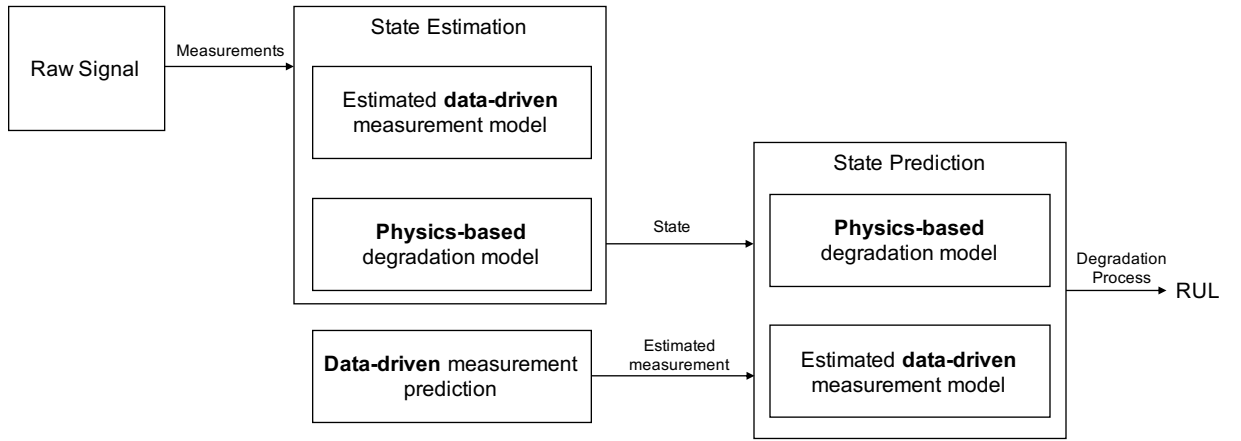 Raw Signal
Measurements
State Estimation
Estimated data-driven
measurement model
Physics-based
degradation model
State
Data-driven measurement
prediction
Estimated
measurement
State Prediction
Physics-based
degradation model
Estimated data-driven
measurement model
Degradation
Process
RUL